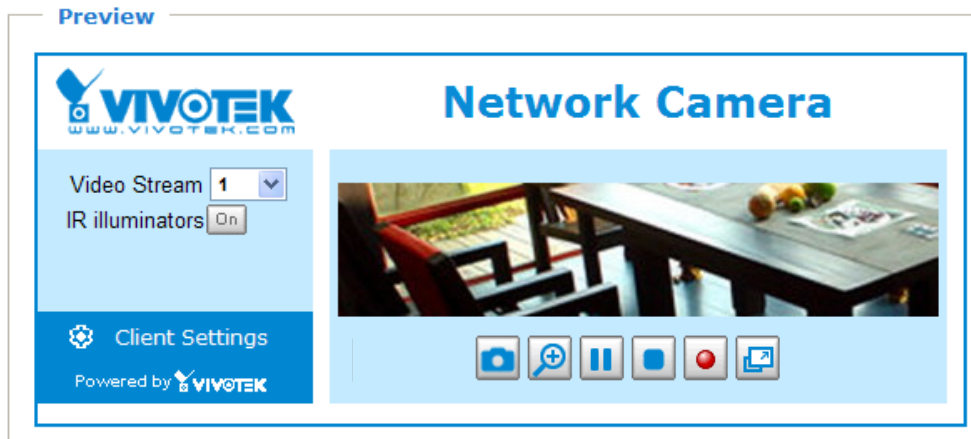 Preview
VIVOTEK
www.vivotek.com
Network Camera
Video Stream 1
IR illuminators On
Client Settings
Powered by VIVOTEK